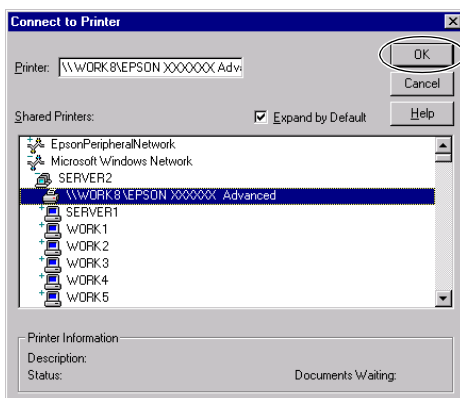 Connect to Printer
Printer: \\WORK8\EPSON XXXXXX Adv
OK
Cancel
Help
Shared Printers:
Expand by Default
EpsonPeripheralNetwork
Microsoft Windows Network
SERVER2
\\WORK8\EPSON XXXXXX Advanced
SERVER1
WORK1
WORK2
WORK3
WORK4
WORK5
Printer Information
Description:
Status:
Documents Waiting: